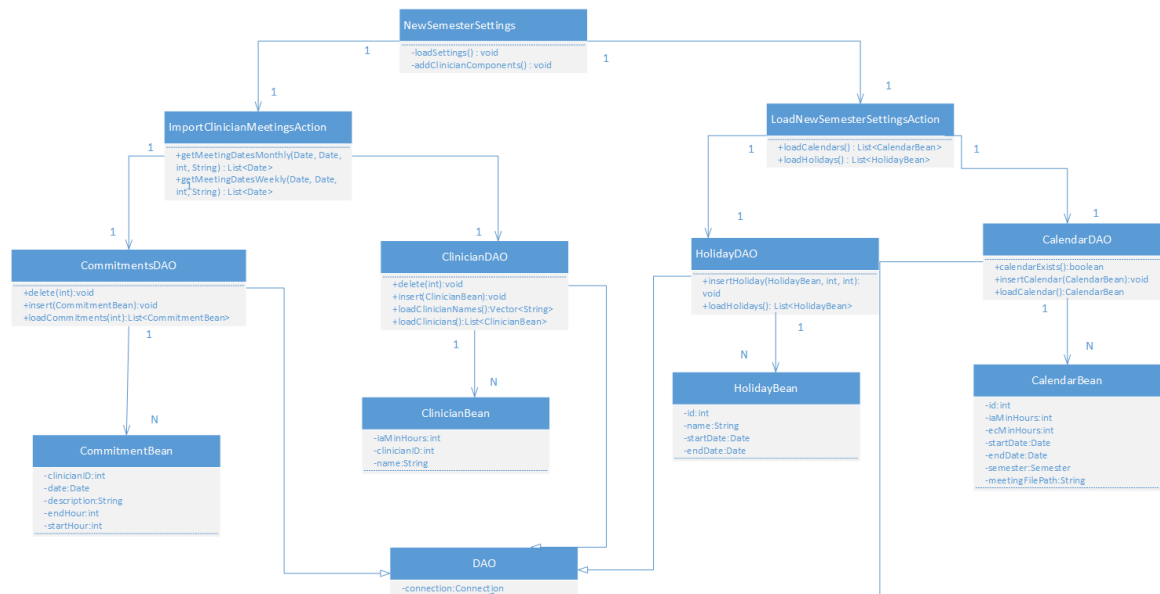 NewSemesterSettings
-loadSettings() : void
-addClinicianComponents() : void
1
1
1
1
ImportClinicianMeetingsAction
+getMeetingDatesMonthly(Date, Date,
int, String) : List<Date>
+getMeetingDatesWeekly(Date, Date,
int, String) : List<Date>
1
1
LoadNewSemesterSettingsAction
+loadCalendars() : List<CalendarBean>
+loadHolidays() : List<HolidayBean>
1
1
1
1
1
1
CommitmentsDAO
+delete(int):void
+insert(CommitmentBean):void
+loadCommitments(int):List<CommitmentBean>
1
N
ClinicianDAO
+delete(int):void
+insert(ClinicianBean):void
+loadClinicianNames():Vector<String>
+loadClinicians():List<ClinicianBean>
1
N
HolidayDAO
+insertHoliday(HolidayBean, int, int):
void
+loadHolidays(): List<HolidayBean>
1
N
CalendarDAO
+calendarExists():boolean
+insertCalendar(CalendarBean):void
+loadCalendar():CalendarBean
1
N
CommitmentBean
-clinicianID:int
-date:Date
-description:String
-endHour:int
-startHour:int
ClinicianBean
-iaMinHours:int
-clinicianID:int
-name:String
HolidayBean
-id:int
-name:String
-startDate:Date
-endDate:Date
CalendarBean
-id:int
-iaMinHours:int
-ecMinHours:int
-startDate:Date
-endDate:Date
-semester:Semester
-meetingFilePath:String
DAO
-connection:Connection